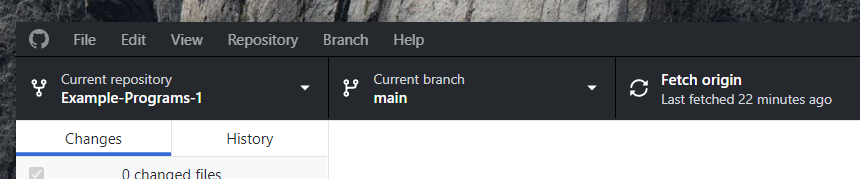 File Edit View Repository Branch Help
Current repository
Example-Programs-1
Current branch
main
Fetch origin
Last fetched 22 minutes ago
Changes History
0 changed files